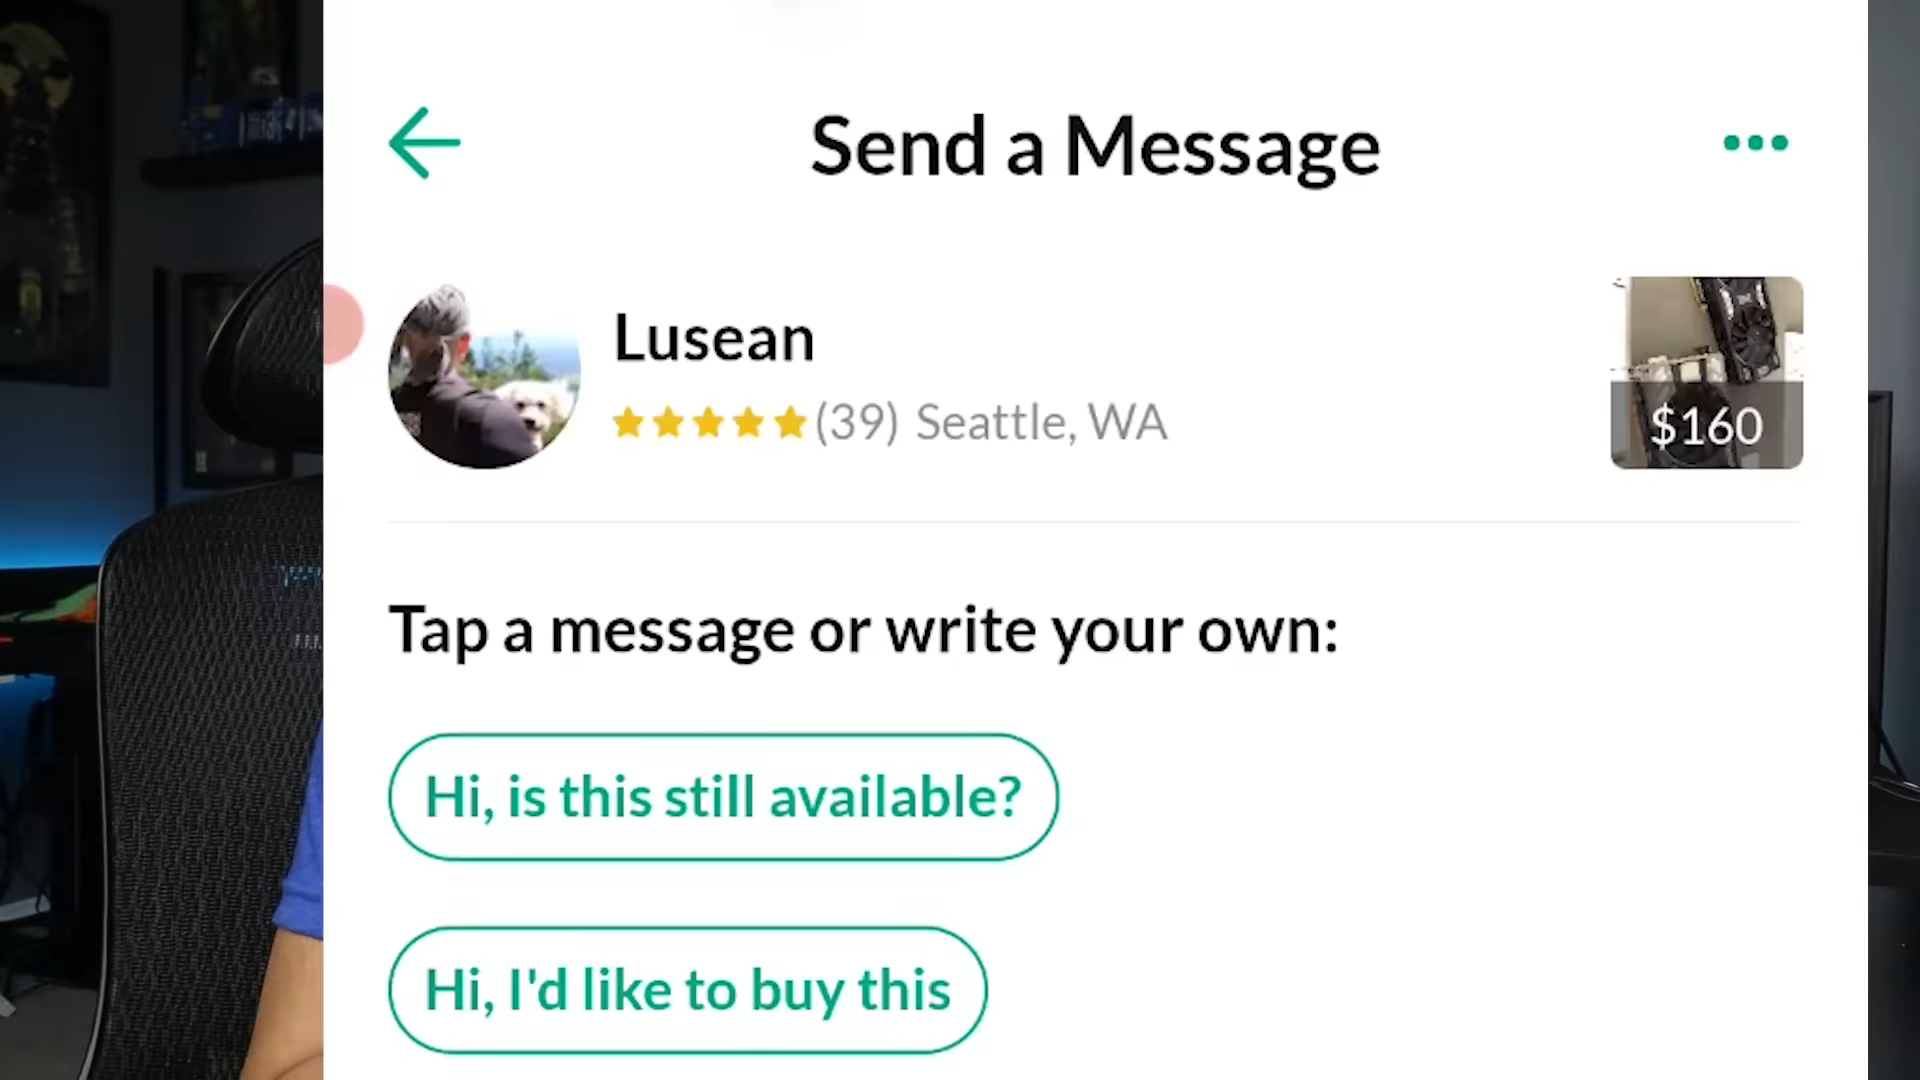 Send a Message
Lusean
(39) Seattle, WA
$160
Tap a message or write your own:
Hi, is this still available?
Hi, I'd like to buy this